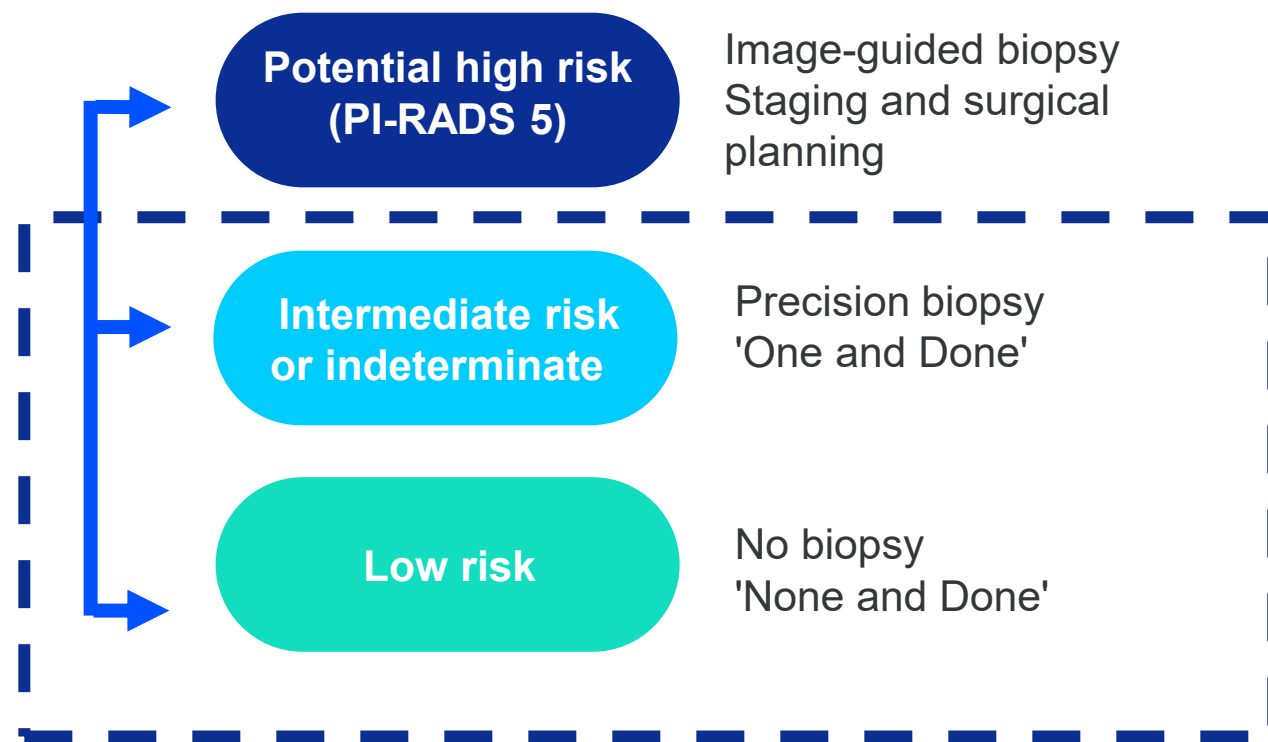 Potential high risk
(PI-RADS 5)
Image-guided biopsy
Staging and surgical
planning
Intermediate risk
or indeterminate
Precision biopsy
'One and Done'
Low risk
No biopsy
'None and Done'